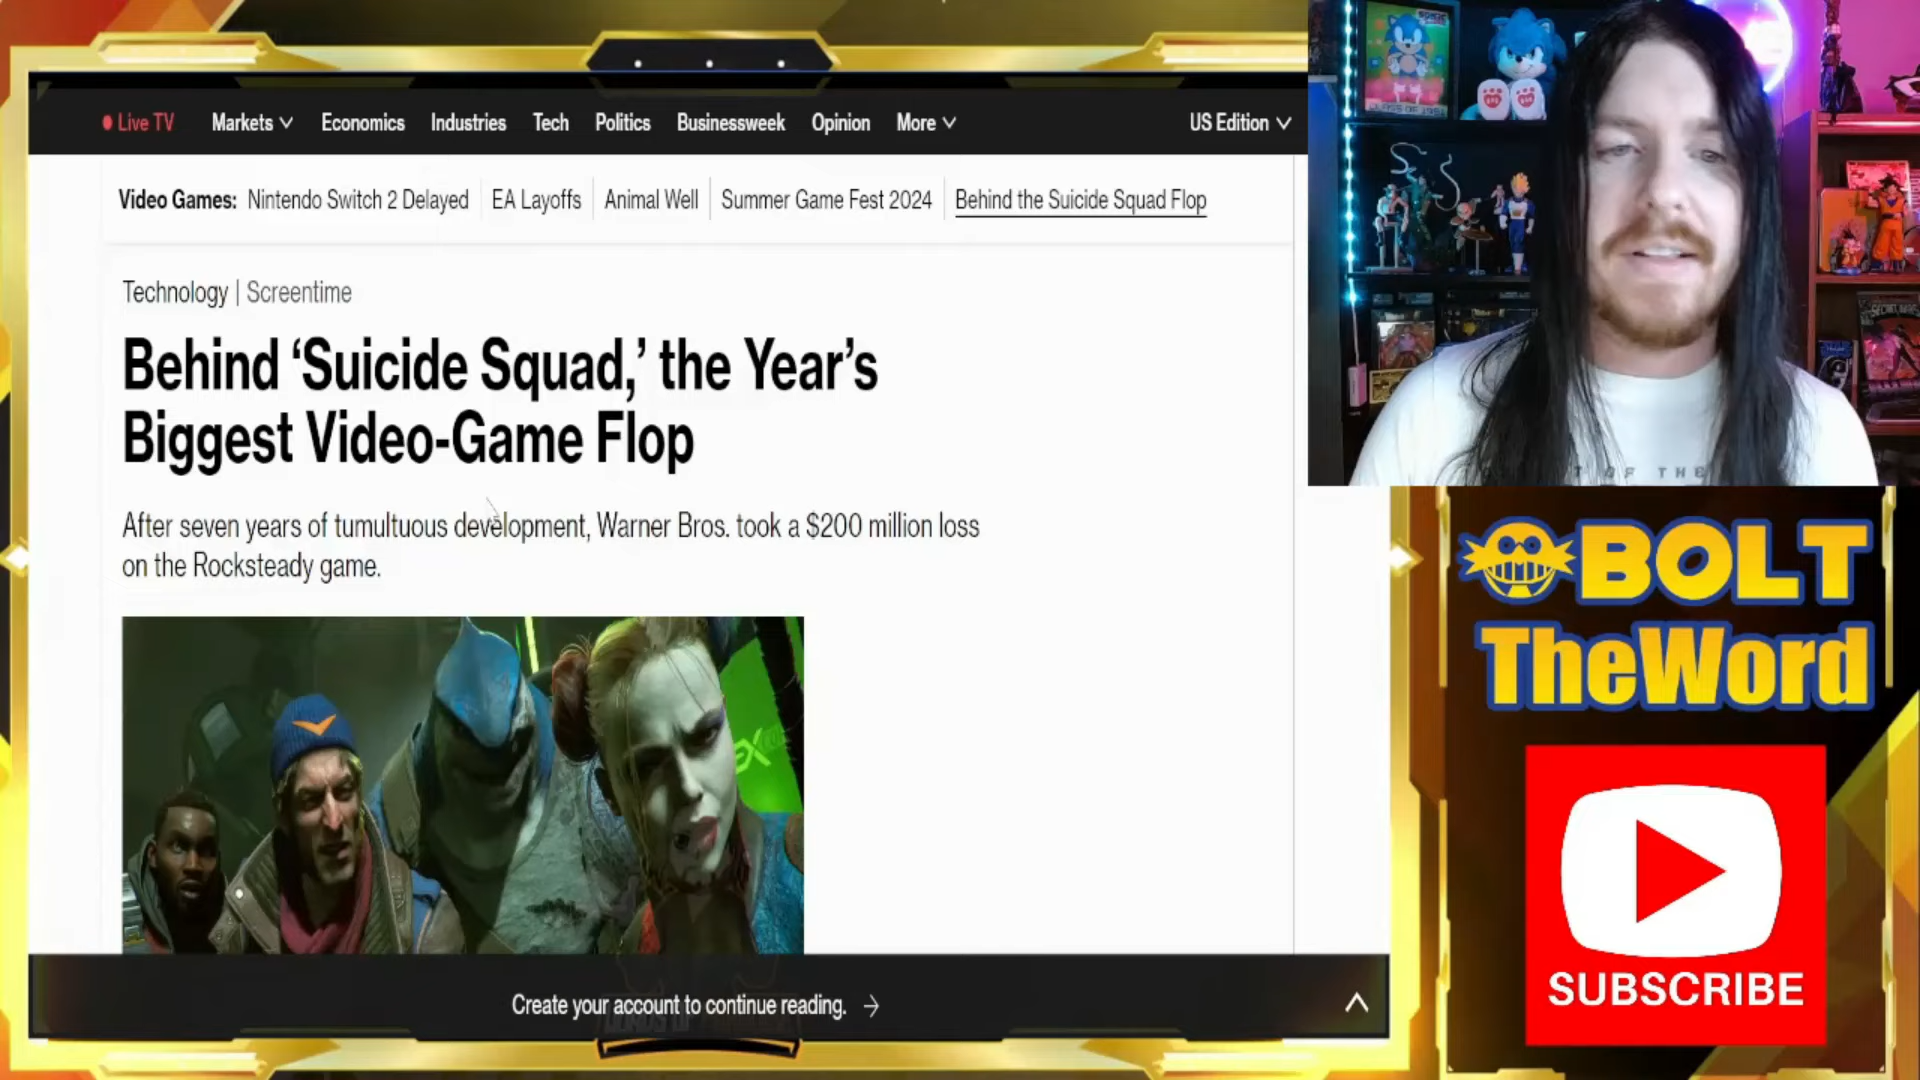 Live TV Markets Economics Industries Tech Politics Businessweek Opinion More US Edition
Video Games: Nintendo Switch 2 Delayed EA Layoffs Animal Well Summer Game Fest 2024 Behind the Suicide Squad Flop
Technology | Screentime
Behind ‘Suicide Squad,’ the Year’s
Biggest Video-Game Flop
After seven years of tumultuous development, Warner Bros. took a $200 million loss
on the Rocksteady game.
Create your account to continue reading.
OF THE
BOLT
TheWord
SUBSCRIBE